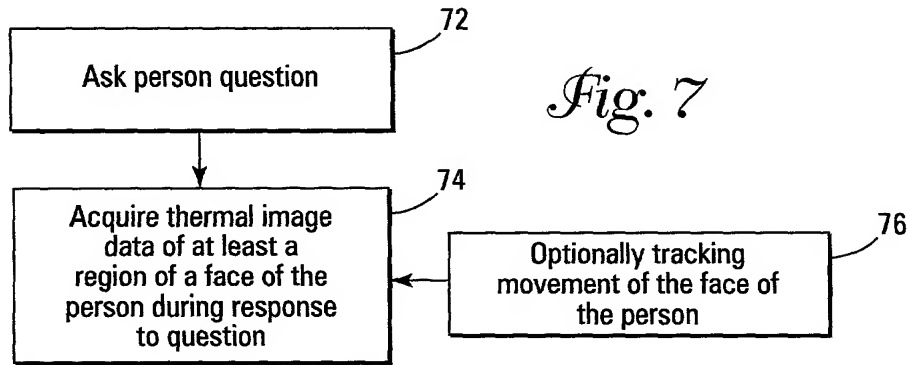 72
Ask person question
Fig. 7
74
Acquire thermal image
data of at least a
region of a face of the
person during response
to question
76
Optionally tracking
movement of the face of
the person